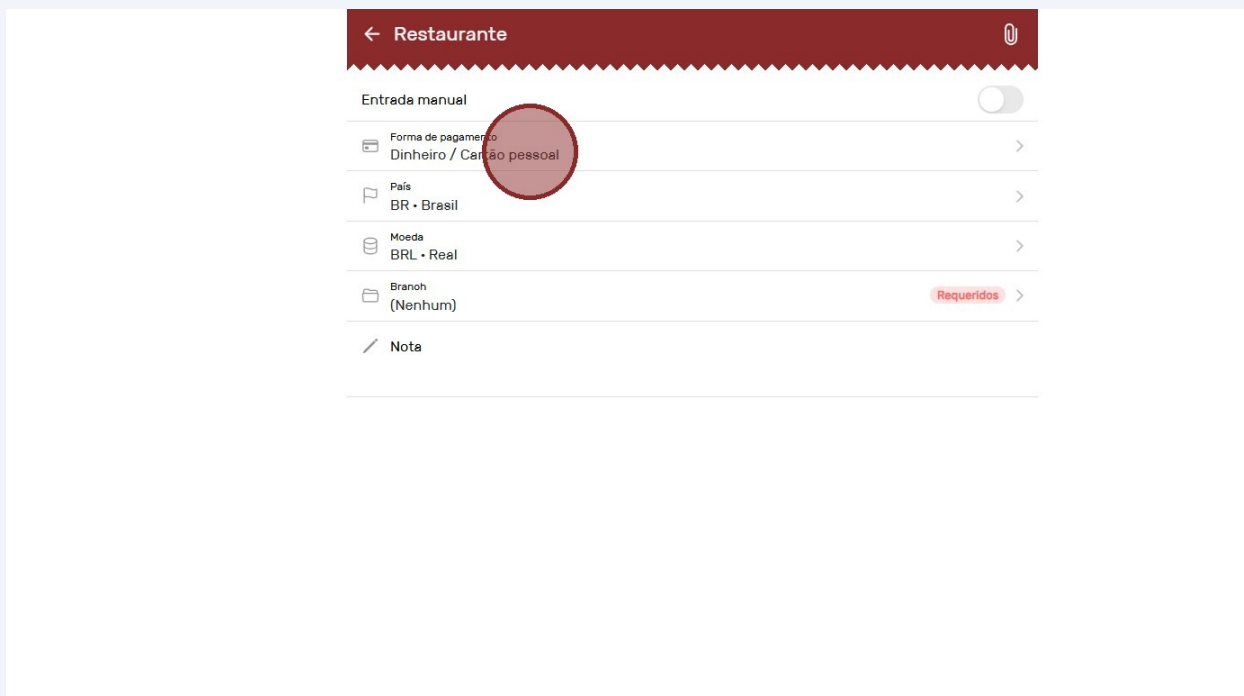 Restaurante
Entrada manual
Forma de pagamento
Dinheiro / Cartão pessoal
País
BR • Brasil
Moeda
BRL • Real
Branoh
(Nenhum)
Requeridos
Nota